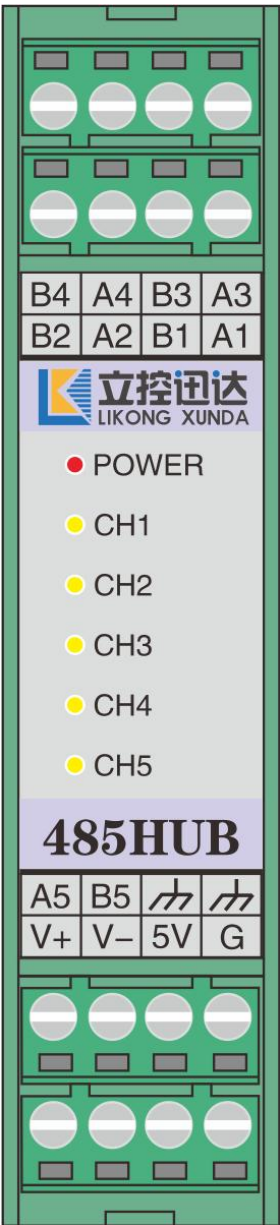 B4 A4 B3 A3
B2 A2 B1 A1
立控迅达
LIKONG XUNDA
POWER
CH1
CH2
CH3
CH4
CH5
485HUB
A5 B5
V+ V− 5V G